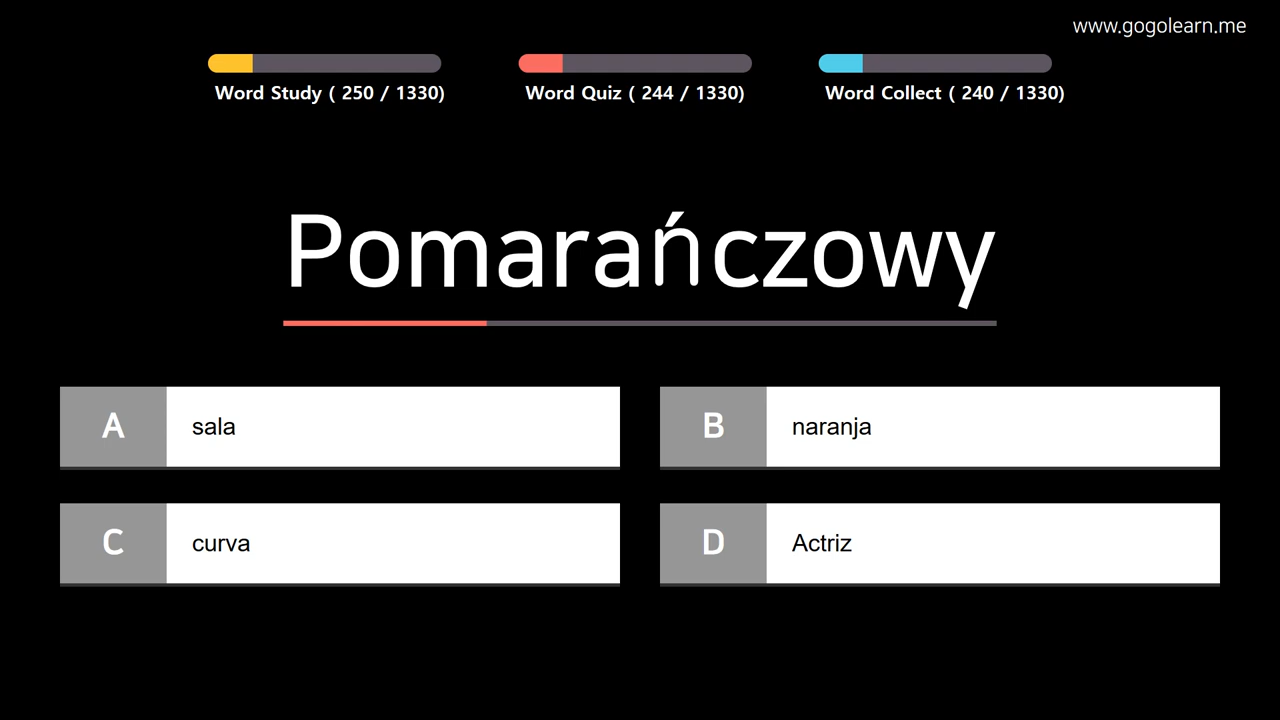 www.gogolearn.me
Word Study ( 250 / 1330)
Word Quiz ( 244 / 1330)
Word Collect ( 240 / 1330)
Pomarańczowy
A sala
B naranja
C curva
D Actriz